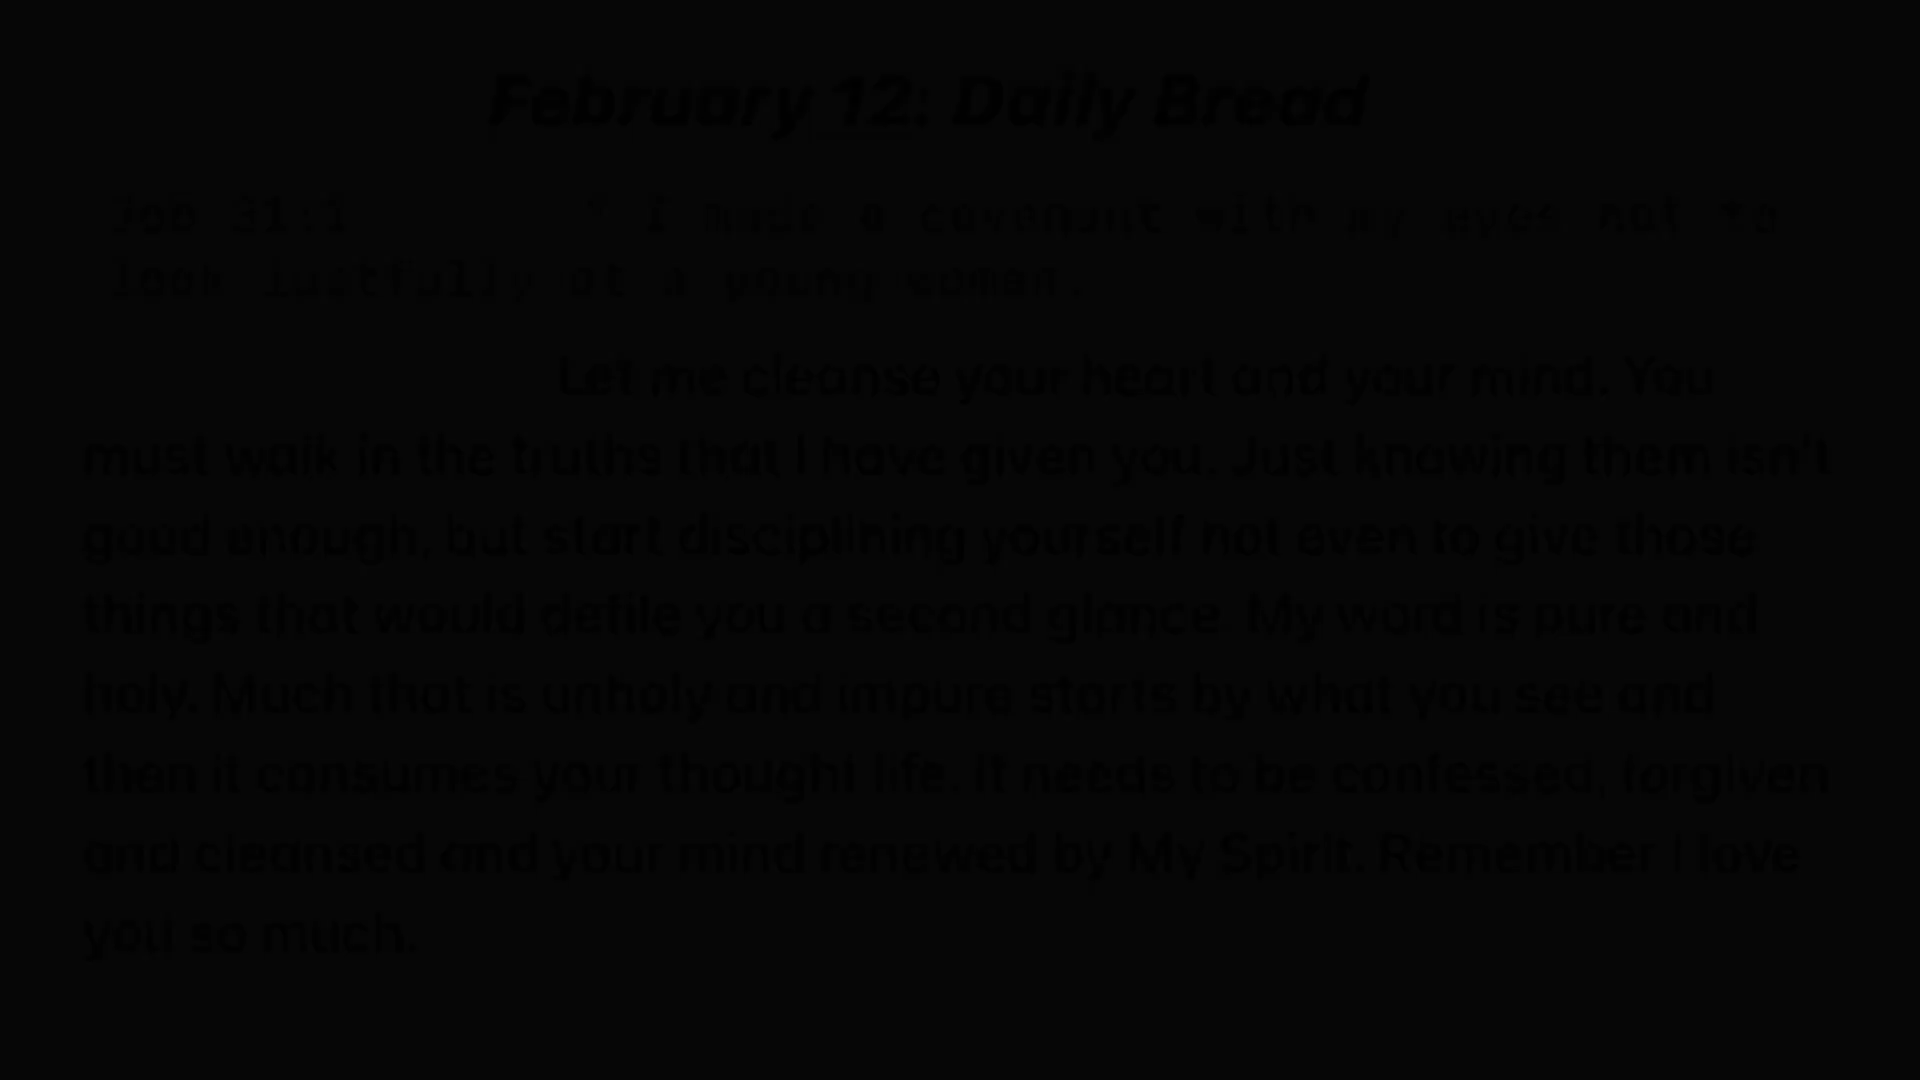 February 12: Daily Bread
Job 31:1 " I made a covenant with my eyes not to
look lustfully at a young woman.
Let me cleanse your heart and your mind. You
must walk in the truths that I have given you. Just knowing them isn't
good enough, but start disciplining yourself not even to give those
things that would defile you a second glance. My word is pure and
holy. Much that is unholy and impure starts by what you see and
then it consumes your thought life. It needs to be confessed, forgiven
and cleansed and your mind renewed by My Spirit. Remember I love
you so much.